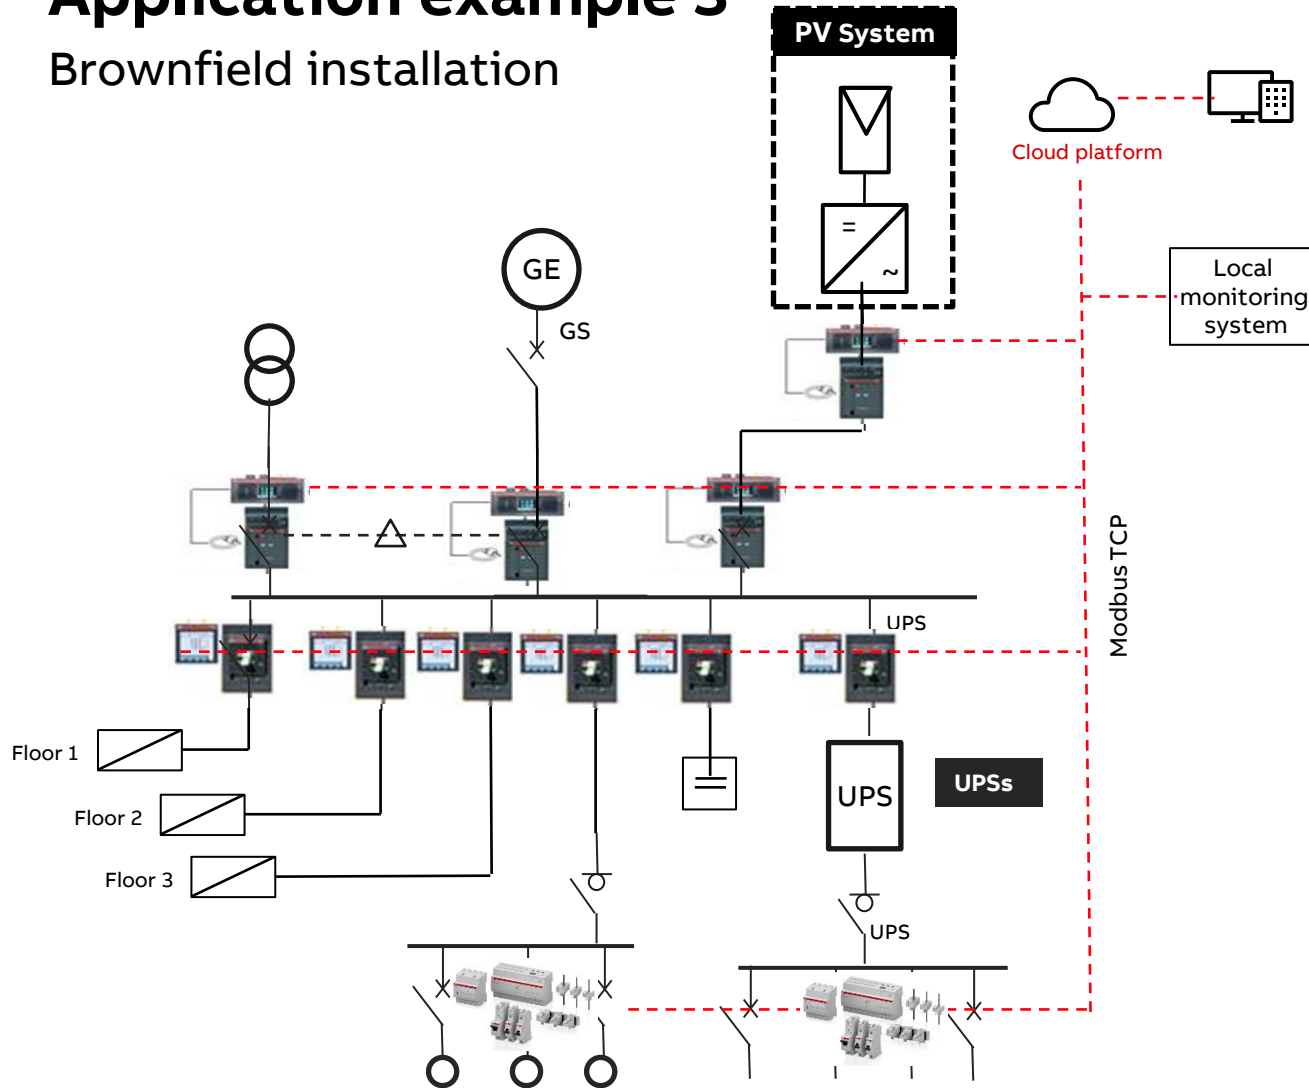 Application example 3
Brownfield installation
PV System
Cloud platform
=
~
GE
GS
Local
monitoring
system
Modbus TCP
UPS
Floor 1
Floor 2
Floor 3
UPS
UPSs
UPS